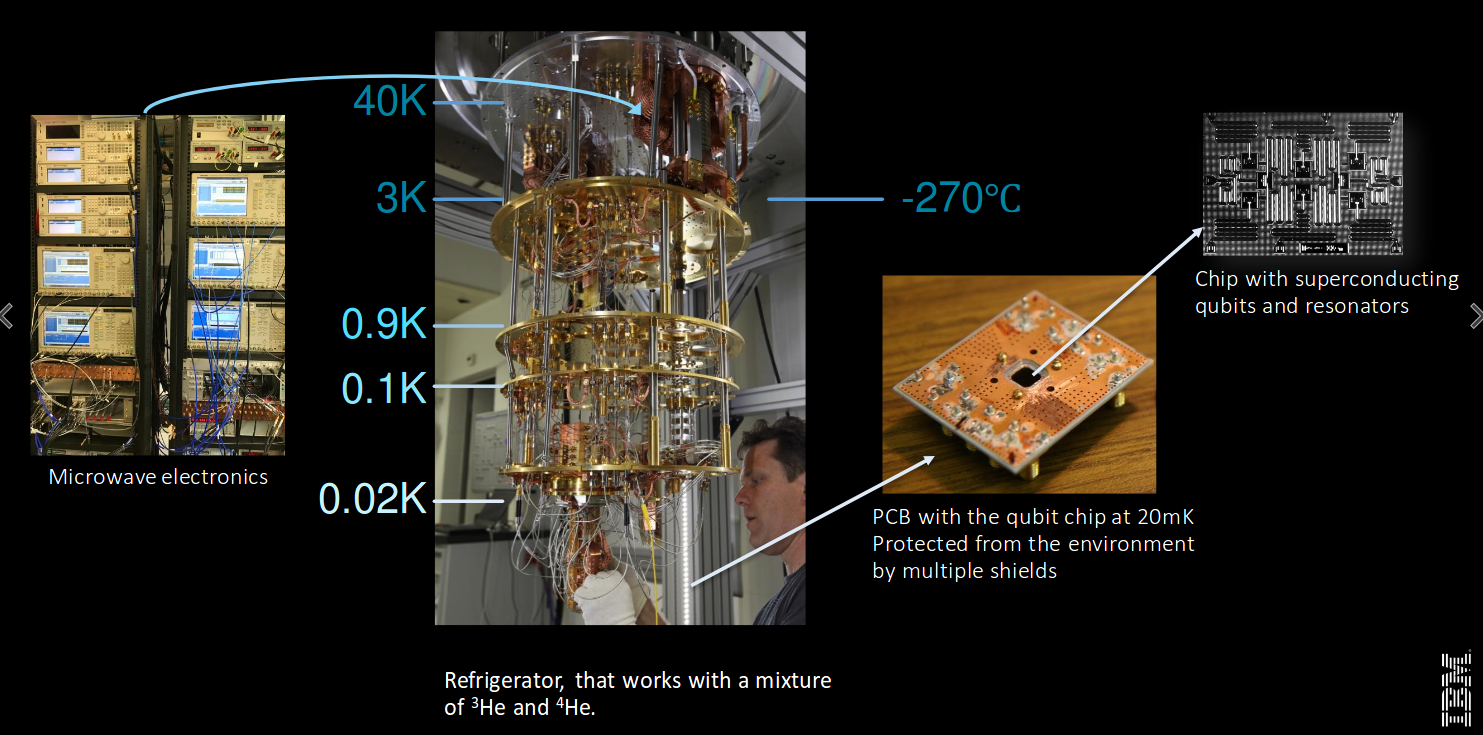 40K
3K
-270°C
0.9K
0.1K
0.02K
Microwave electronics
Chip with superconducting
qubits and resonators
PCB with the qubit chip at 20mK
Protected from the environment
by multiple shields
Refrigerator, that works with a mixture
of ³He and ⁴He.
IBM